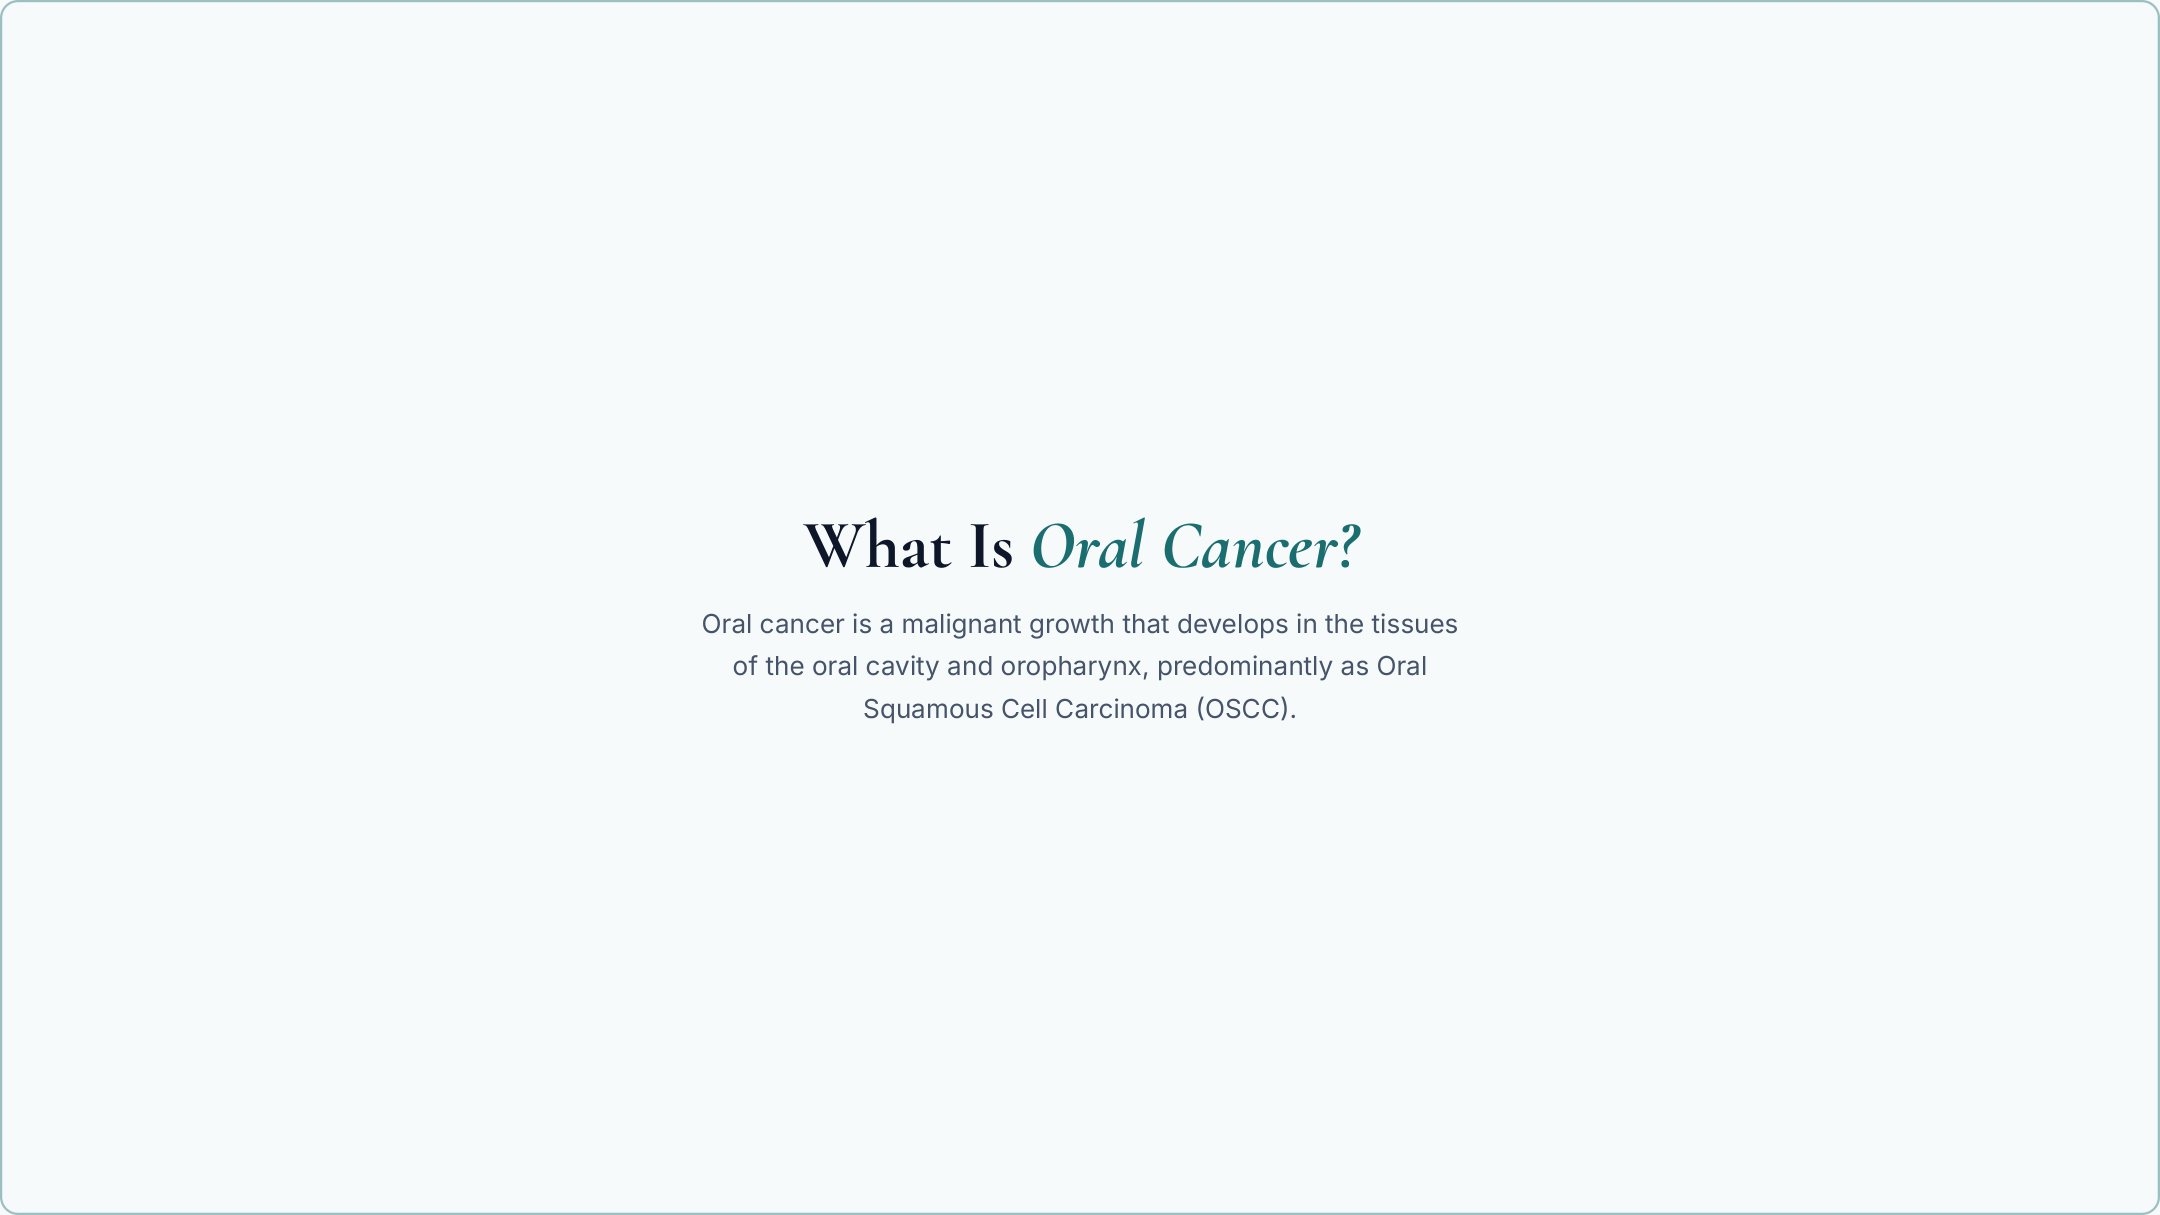 What Is Oral Cancer?
Oral cancer is a malignant growth that develops in the tissues
of the oral cavity and oropharynx, predominantly as Oral
Squamous Cell Carcinoma (OSCC).